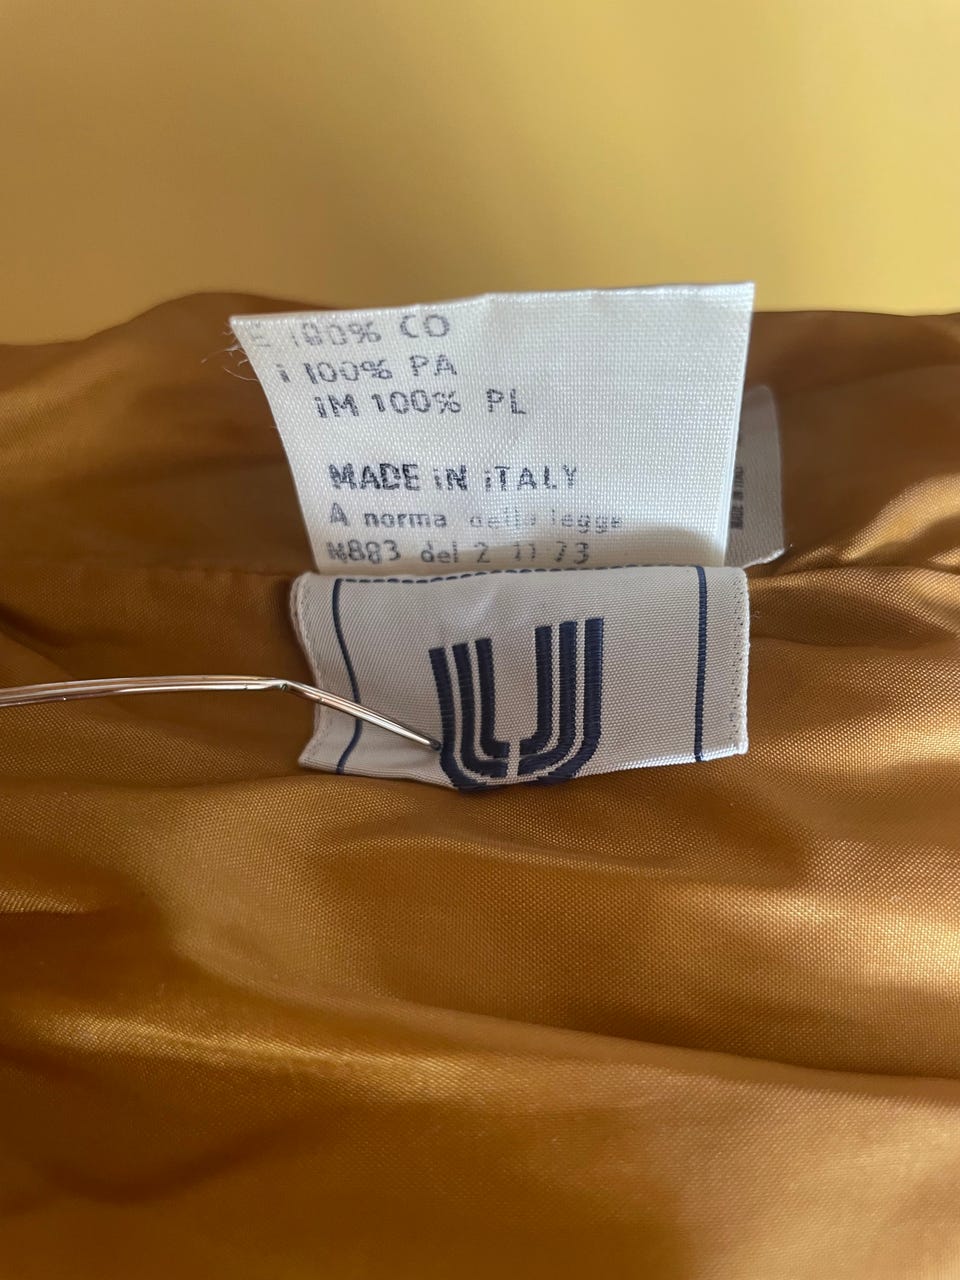 E 100% CO
i 100% PA
iM 100% PL
MADE iN iTALY
A norma della legge
N883 del 2 11 73
U